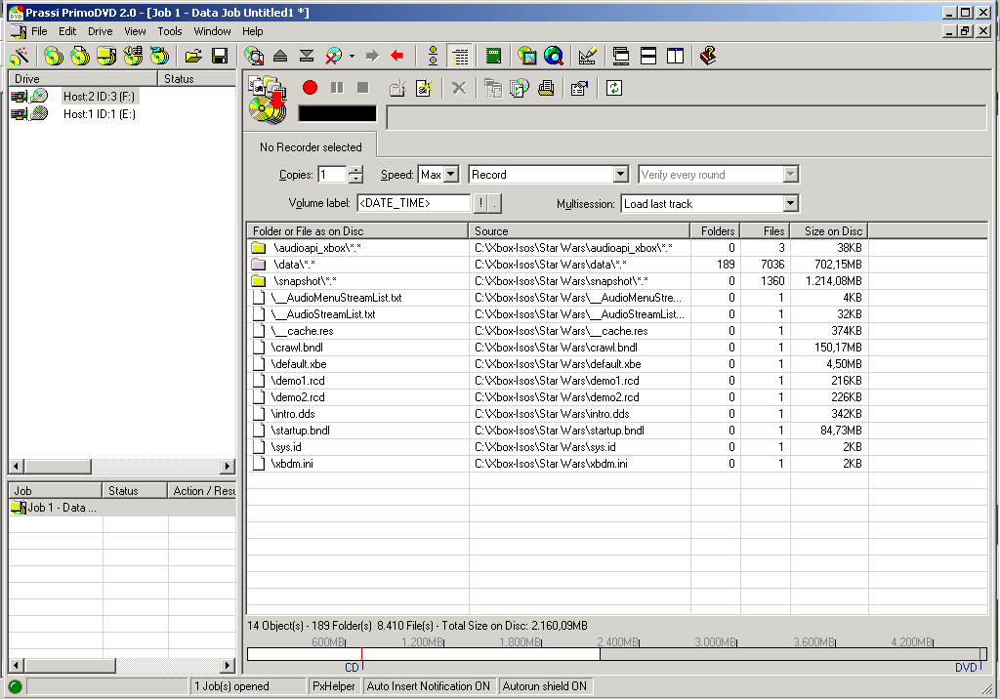 Prassi PrimoDVD 2.0 - [Job 1 - Data Job Untitled1 *]
File Edit Drive View Tools Window Help
Drive Status
Host:2 ID:3 (F:)
Host:1 ID:1 (E:)
No Recorder selected
Copies: 1 Speed: Max Record Verify every round
Volume label: <DATE_TIME> ! . Multisession: Load last track
Folder or File as on Disc Source Folders Files Size on Disc
\audioapi_xbox\*.* C:\Xbox-Isos\Star Wars\audioapi_xbox\*.* 0 3 38KB
\data\*.* C:\Xbox-Isos\Star Wars\data\*.* 189 7036 702,15MB
\snapshot\*.* C:\Xbox-Isos\Star Wars\snapshot\*.* 0 1360 1.214,08MB
\__AudioMenuStreamList.txt C:\Xbox-Isos\Star Wars\__AudioMenuStre... 0 1 4KB
\__AudioStreamList.txt C:\Xbox-Isos\Star Wars\__AudioStreamList... 0 1 32KB
\__cache.res C:\Xbox-Isos\Star Wars\__cache.res 0 1 374KB
\crawl.bndl C:\Xbox-Isos\Star Wars\crawl.bndl 0 1 150,17MB
\default.xbe C:\Xbox-Isos\Star Wars\default.xbe 0 1 4,50MB
\demo1.rcd C:\Xbox-Isos\Star Wars\demo1.rcd 0 1 216KB
\demo2.rcd C:\Xbox-Isos\Star Wars\demo2.rcd 0 1 226KB
\intro.dds C:\Xbox-Isos\Star Wars\intro.dds 0 1 342KB
\startup.bndl C:\Xbox-Isos\Star Wars\startup.bndl 0 1 84,73MB
\sys.id C:\Xbox-Isos\Star Wars\sys.id 0 1 2KB
\xbdm.ini C:\Xbox-Isos\Star Wars\xbdm.ini 0 1 2KB
Job Status Action / Resu
Job 1 - Data ...
14 Object(s) - 189 Folder(s) 8.410 File(s) - Total Size on Disc: 2.160,09MB
600MB 1.200MB 1.800MB 2.400MB 3.000MB 3.600MB 4.200MB
CD DVD
1 Job(s) opened PxHelper Auto Insert Notification ON Autorun shield ON